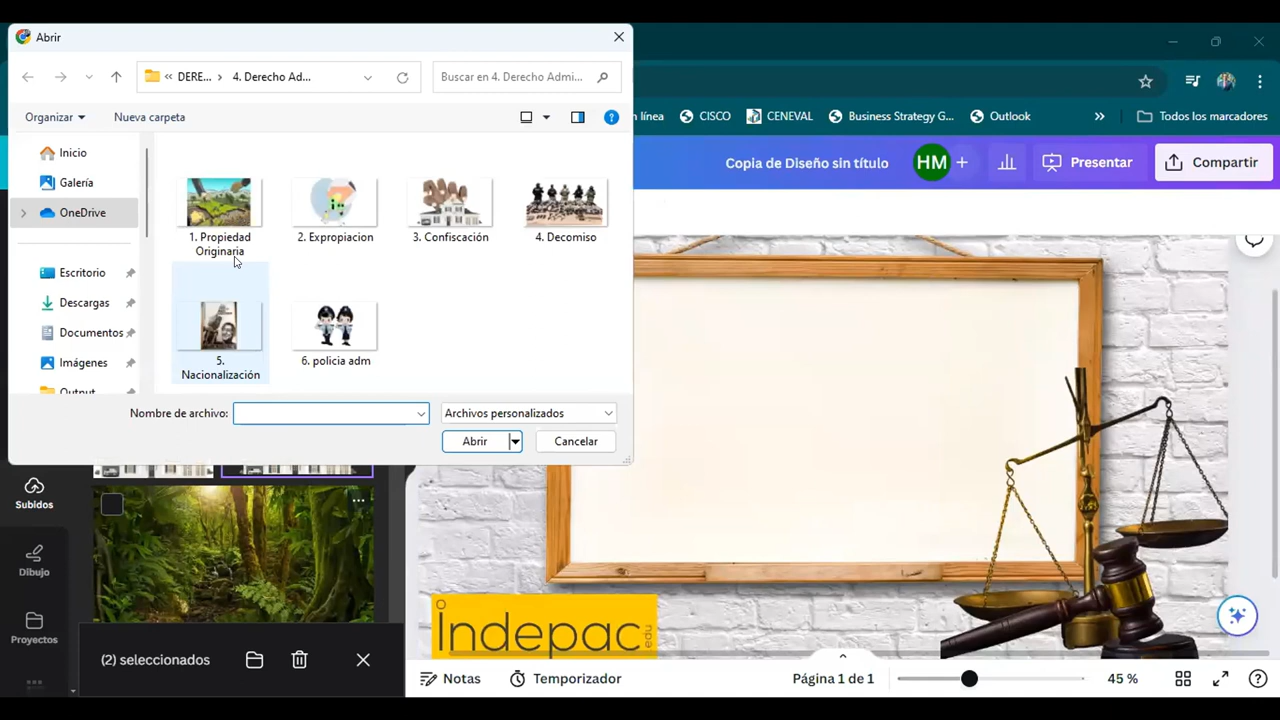 Abrir
« DERE... › 4. Derecho Ad...
Buscar en 4. Derecho Admi...
Organizar
Nueva carpeta
Inicio
Galería
OneDrive
Escritorio
Descargas
Documentos
Imágenes
Output
1. Propiedad
Originaria
2. Expropiacion
3. Confiscación
4. Decomiso
5.
Nacionalización
6. policia adm
Nombre de archivo:
Archivos personalizados
Abrir
Cancelar
n línea
CISCO
CENEVAL
Business Strategy G...
Outlook
»
Todos los marcadores
Copia de Diseño sin título
HM
Presentar
Compartir
Subidos
Dibujo
Proyectos
(2) seleccionados
indepac
edu
Notas
Temporizador
Página 1 de 1
45 %